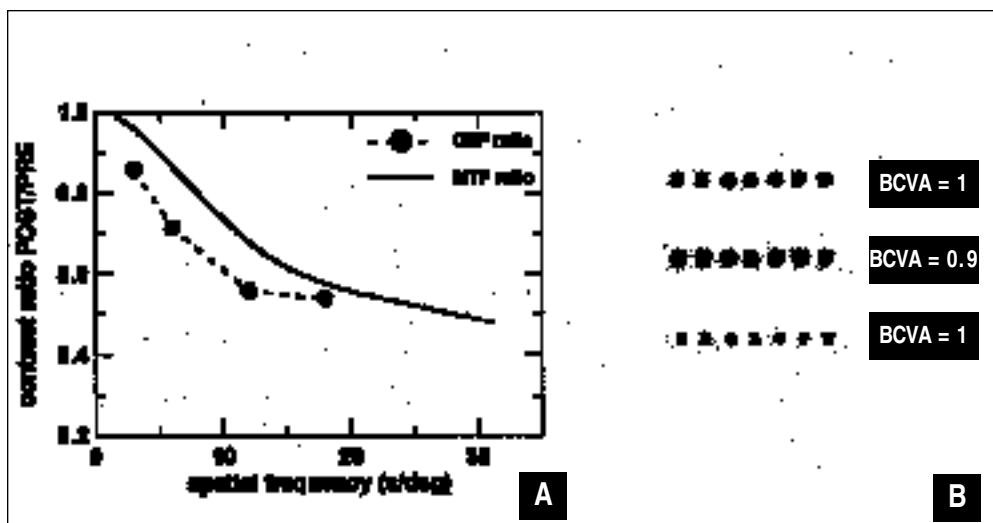 1.0
CSF ratio
MTF ratio
0.8
0.6
0.4
0.2
0
10
20
30
contrast ratio POST/PRE
spatial frequency (c/deg)
A
BCVA = 1
BCVA = 0.9
BCVA = 1
B